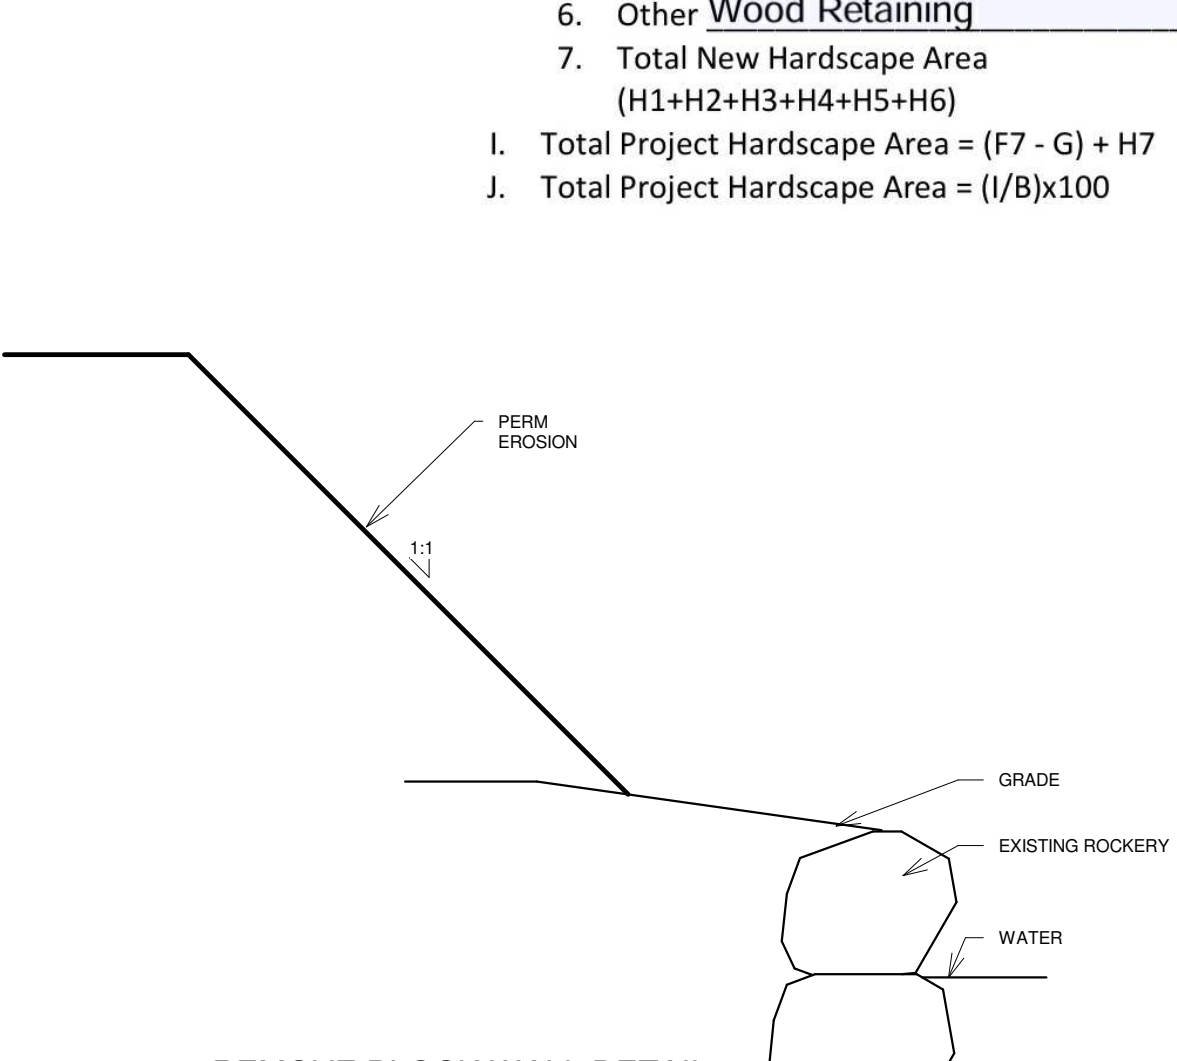 6. Other Wood Retaining
7. Total New Hardscape Area
(H1+H2+H3+H4+H5+H6)
I. Total Project Hardscape Area = (F7 - G) + H7
J. Total Project Hardscape Area = (I/B)x100
PERM
EROSION
1:1
GRADE
EXISTING ROCKERY
WATER